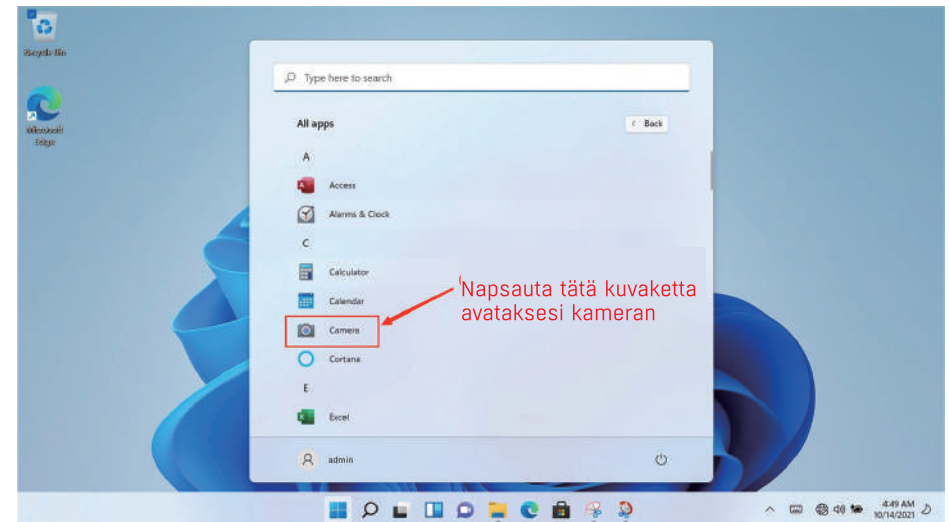 Recycle Bin
Microsoft
Edge
Type here to search
All apps
< Back
A
Access
Alarms & Clock
C
Calculator
Calendar
Camera
Cortana
E
Excel
admin
Napsauta tätä kuvaketta
avataksesi kameran
4:49 AM
10/14/2021